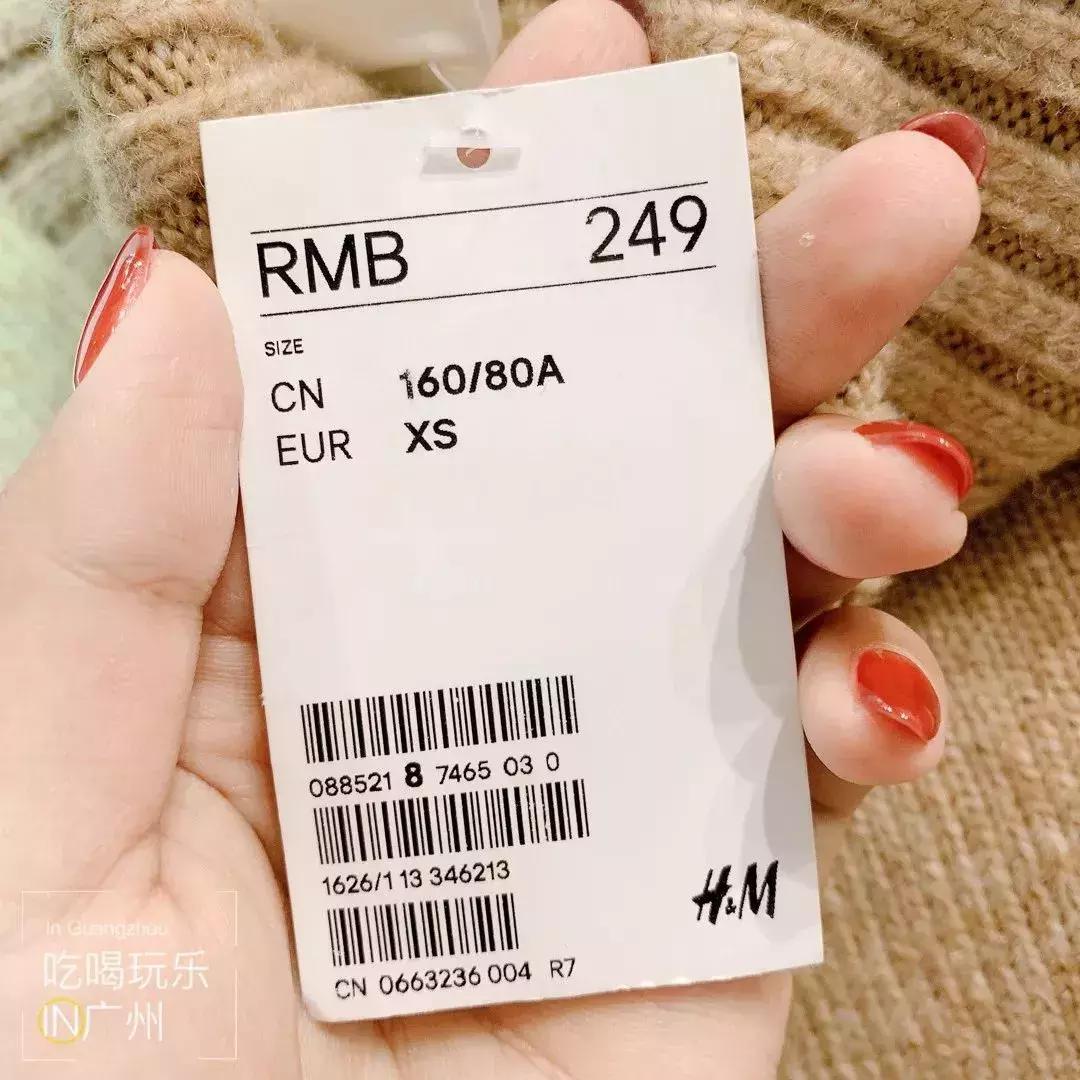 RMB 249
SIZE
CN 160/80A
EUR XS
088521 8 7465 03 0
1626/1 13 346213
CN 0663236 004 R7
H&M
In Guangzhou
吃喝玩乐
IN广州